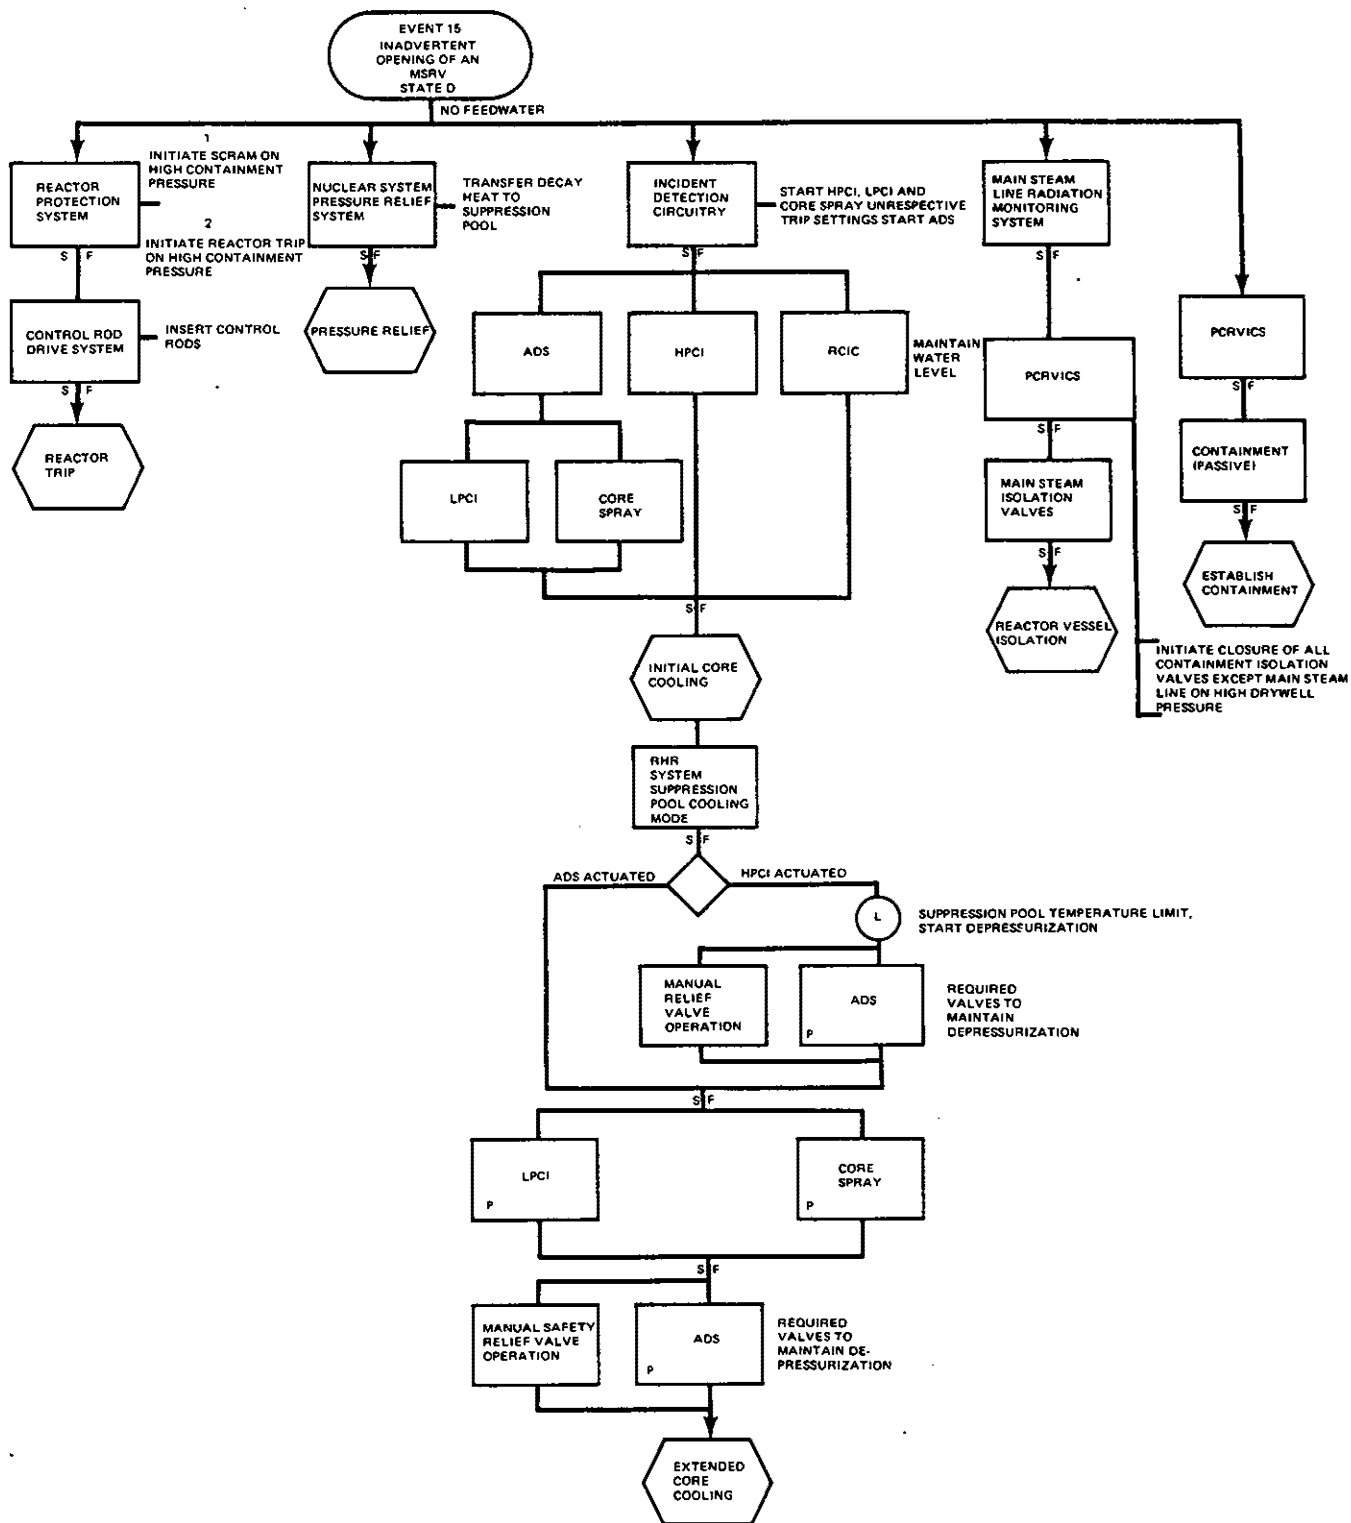 EVENT 15
INADVERTENT
OPENING OF AN
MSRV
STATE D
NO FEEDWATER
1
INITIATE SCRAM ON
HIGH CONTAINMENT
PRESSURE
REACTOR
PROTECTION
SYSTEM
2
INITIATE REACTOR TRIP
ON HIGH CONTAINMENT
PRESSURE
S F
CONTROL ROD
DRIVE SYSTEM
INSERT CONTROL
RODS
S F
REACTOR
TRIP
NUCLEAR SYSTEM
PRESSURE RELIEF
SYSTEM
TRANSFER DECAY
HEAT TO
SUPPRESSION
POOL
S F
PRESSURE RELIEF
INCIDENT
DETECTION
CIRCUITRY
START HPCI, LPCI AND
CORE SPRAY UNRESPECTIVE
TRIP SETTINGS START ADS
S F
ADS
HPCI
RCIC
MAINTAIN
WATER
LEVEL
LPCI
CORE
SPRAY
S F
INITIAL CORE
COOLING
MAIN STEAM
LINE RADIATION
MONITORING
SYSTEM
S F
PCRVICS
S F
MAIN STEAM
ISOLATION
VALVES
S F
REACTOR VESSEL
ISOLATION
PCRVICS
S F
CONTAINMENT
(PASSIVE)
S F
ESTABLISH
CONTAINMENT
INITIATE CLOSURE OF ALL
CONTAINMENT ISOLATION
VALVES EXCEPT MAIN STEAM
LINE ON HIGH DRYWELL
PRESSURE
RHR
SYSTEM
SUPPRESSION
POOL COOLING
MODE
S F
ADS ACTUATED
HPCI ACTUATED
L
SUPPRESSION POOL TEMPERATURE LIMIT,
START DEPRESSURIZATION
MANUAL
RELIEF
VALVE
OPERATION
ADS
P
REQUIRED
VALVES TO
MAINTAIN
DEPRESSURIZATION
S F
LPCI
P
CORE
SPRAY
P
S F
MANUAL SAFETY
RELIEF VALVE
OPERATION
ADS
P
REQUIRED
VALVES TO
MAINTAIN DE-
PRESSURIZATION
EXTENDED
CORE
COOLING